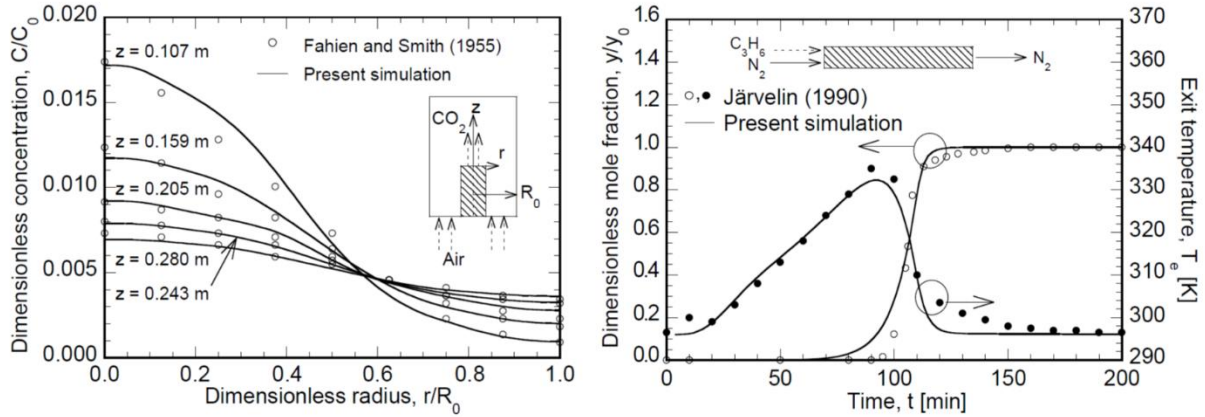 Dimensionless concentration, C/C0
0.020
0.015
0.010
0.005
0.000
z = 0.107 m
z = 0.159 m
z = 0.205 m
z = 0.280 m
z = 0.243 m
Fahien and Smith (1955)
Present simulation
z
CO2
r
R0
Air
0.0 0.2 0.4 0.6 0.8 1.0
Dimensionless radius, r/R0
Dimensionless mole fraction, y/y0
1.6
1.4
1.2
1.0
0.8
0.6
0.4
0.2
0.0
C3H6
N2
N2
, Järvelin (1990)
Present simulation
370
360
350
340
330
320
310
300
290
Exit temperature, Te [K]
0 50 100 150 200
Time, t [min]